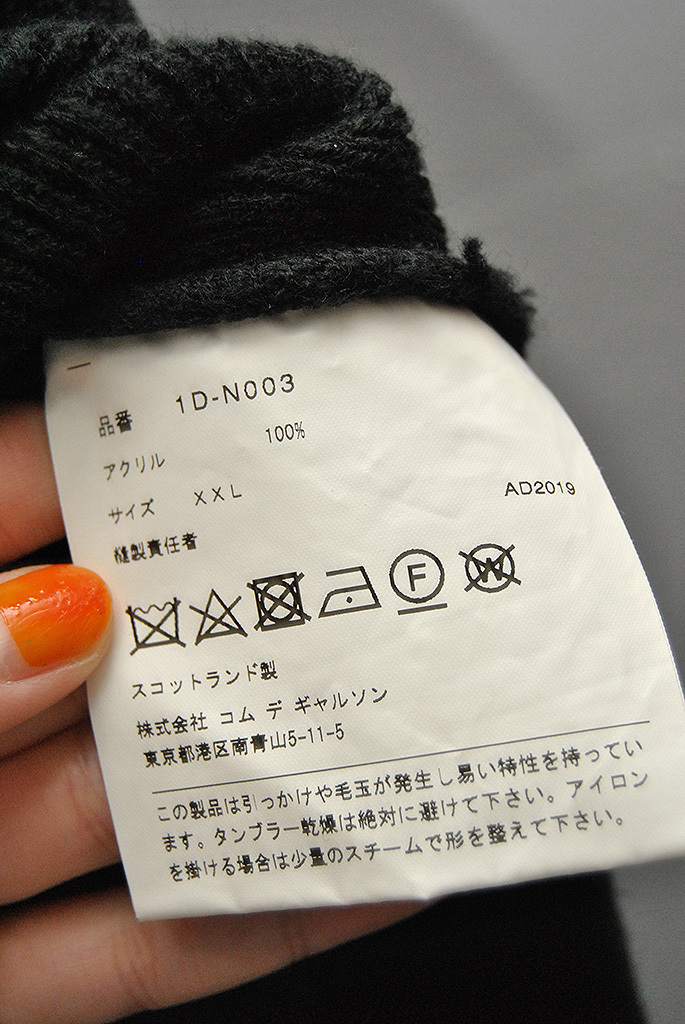 品番 1D-N003
アクリル 100%
サイズ XXL
AD2019
縫製責任者
F
W
スコットランド製
株式会社 コム デ ギャルソン
東京都港区南青山5-11-5
この製品は引っかけや毛玉が発生し易い特性を持ってい
ます。タンブラー乾燥は絶対に避けて下さい。アイロン
を掛ける場合は少量のスチームで形を整えて下さい。